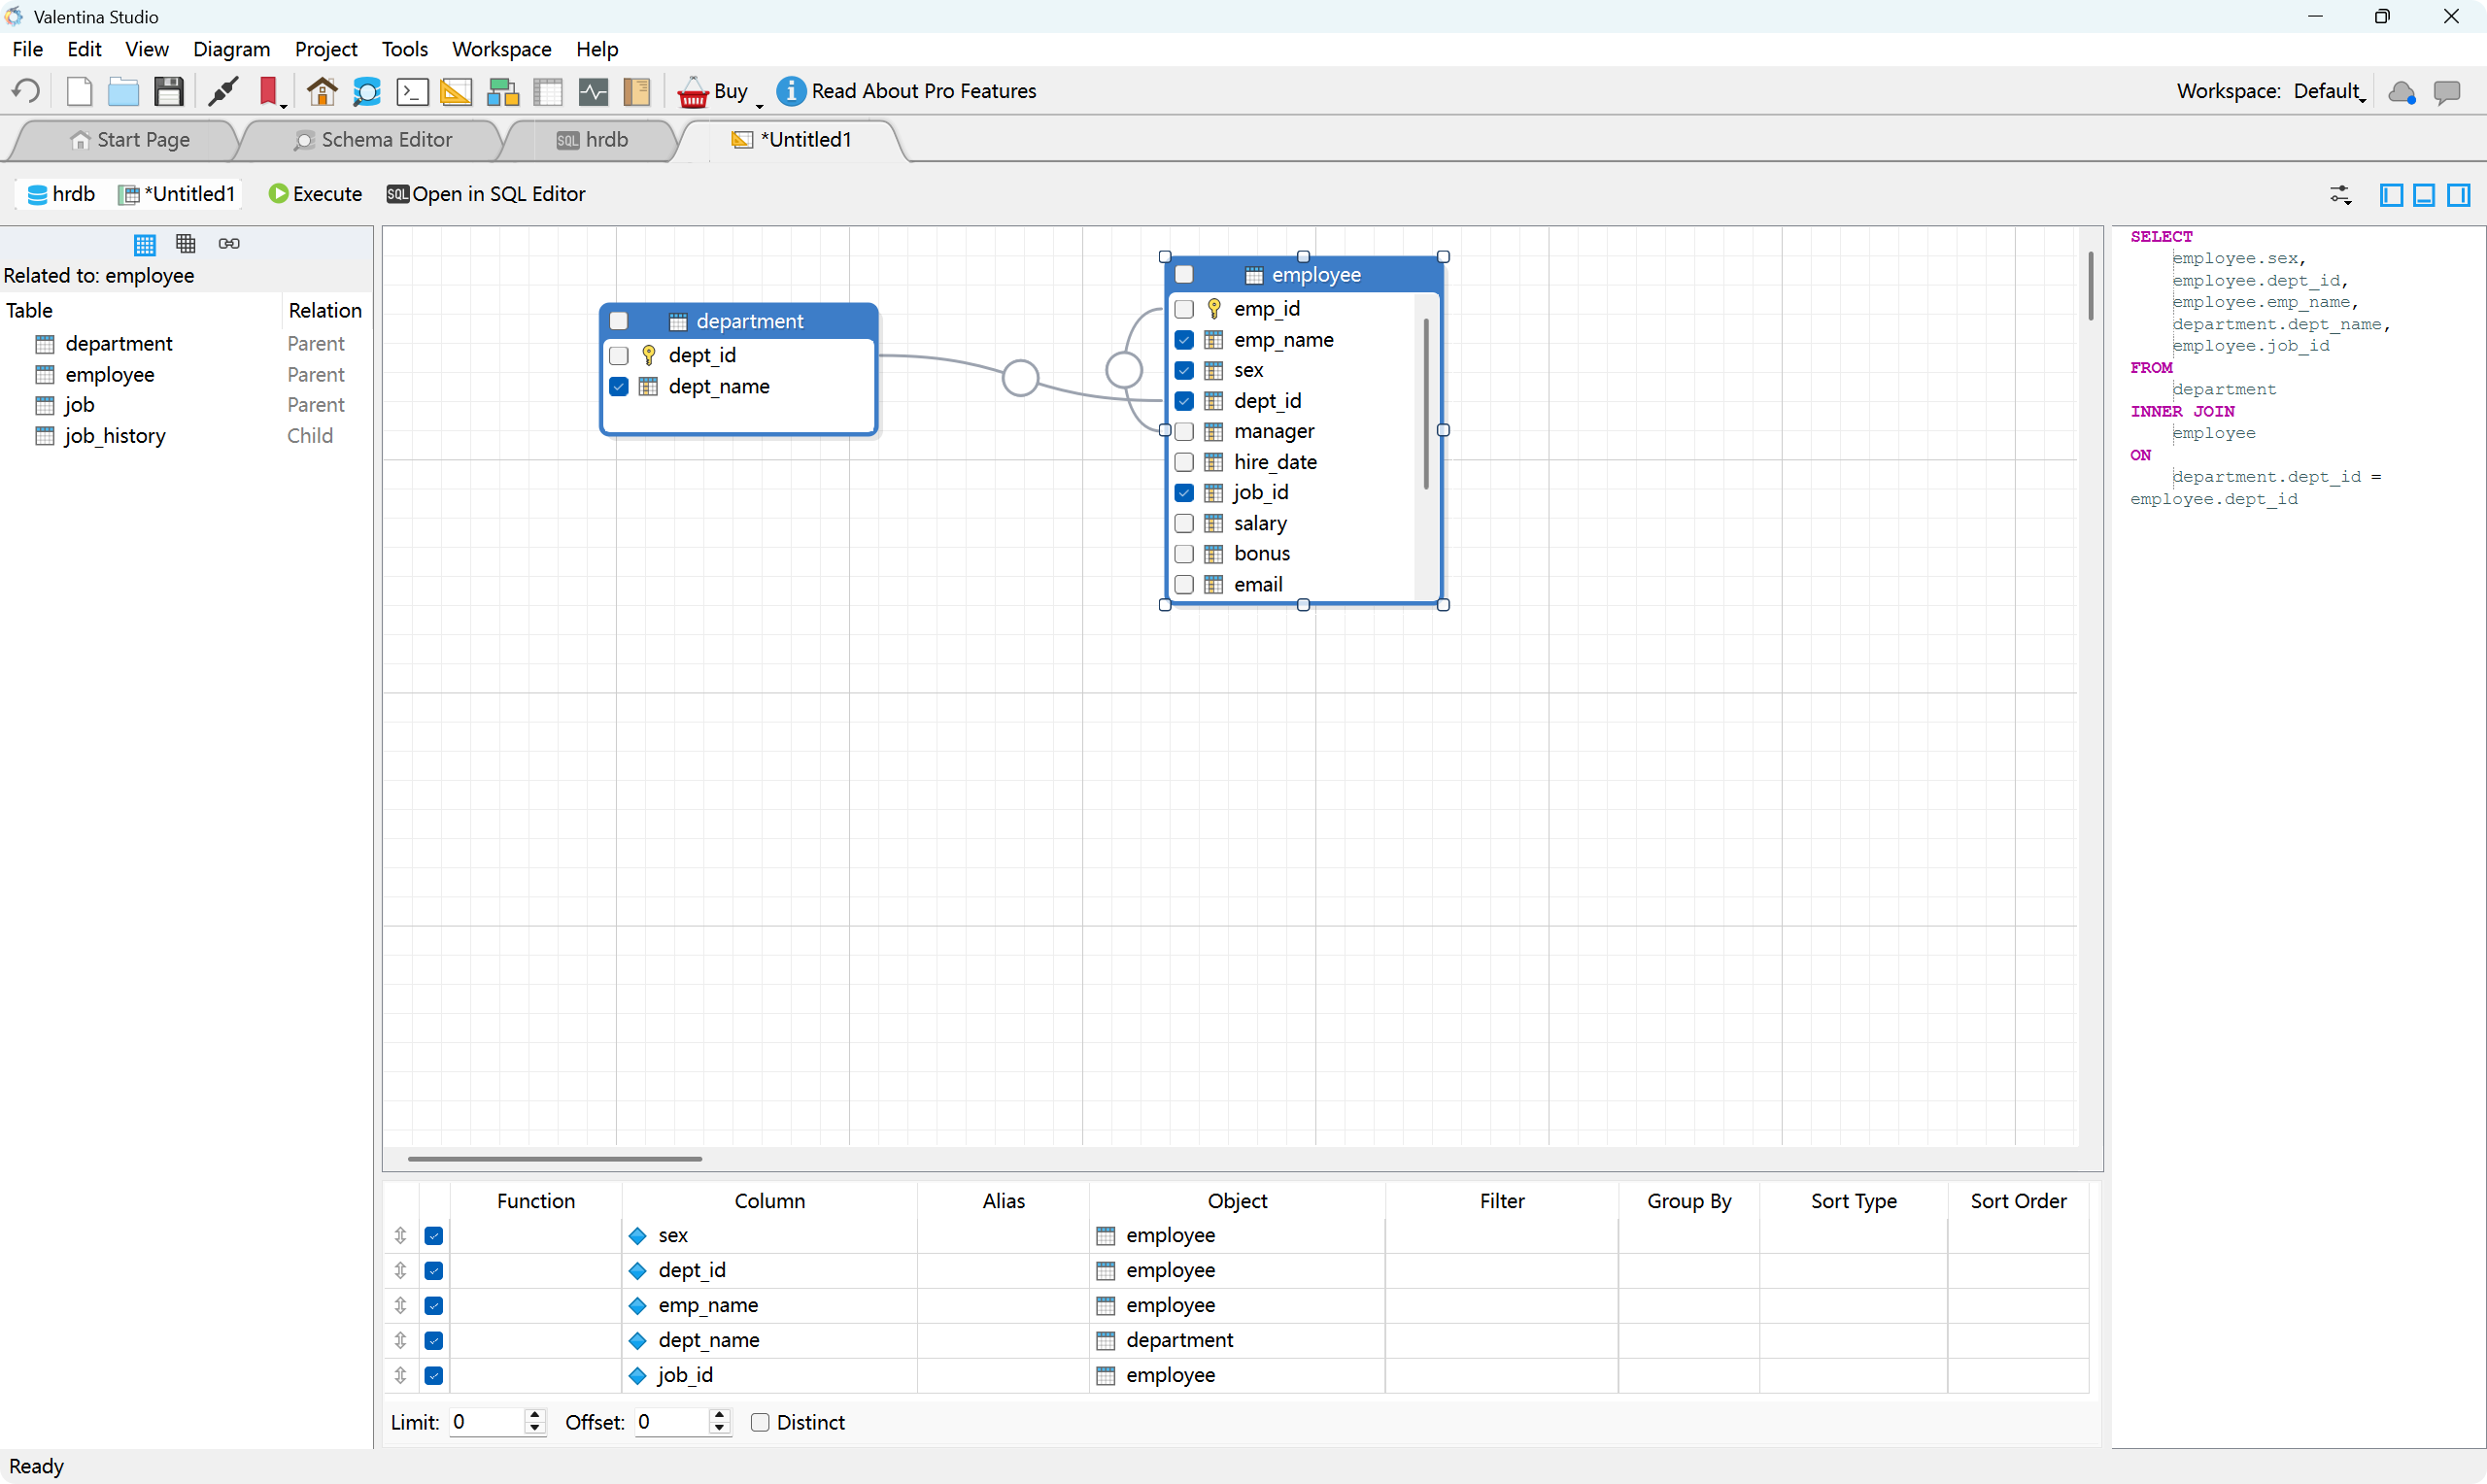 Valentina Studio
File Edit View Diagram Project Tools Workspace Help
Buy Read About Pro Features Workspace: Default
Start Page Schema Editor SQL hrdb *Untitled1
hrdb *Untitled1 Execute SQL Open in SQL Editor
Related to: employee
Table Relation
department Parent
employee Parent
job Parent
job_history Child
department
dept_id
dept_name
employee
emp_id
emp_name
sex
dept_id
manager
hire_date
job_id
salary
bonus
email
SELECT
employee.sex,
employee.dept_id,
employee.emp_name,
department.dept_name,
employee.job_id
FROM
department
INNER JOIN
employee
ON
department.dept_id =
employee.dept_id
Function Column Alias Object Filter Group By Sort Type Sort Order
sex employee
dept_id employee
emp_name employee
dept_name department
job_id employee
Limit: 0 Offset: 0 Distinct
Ready